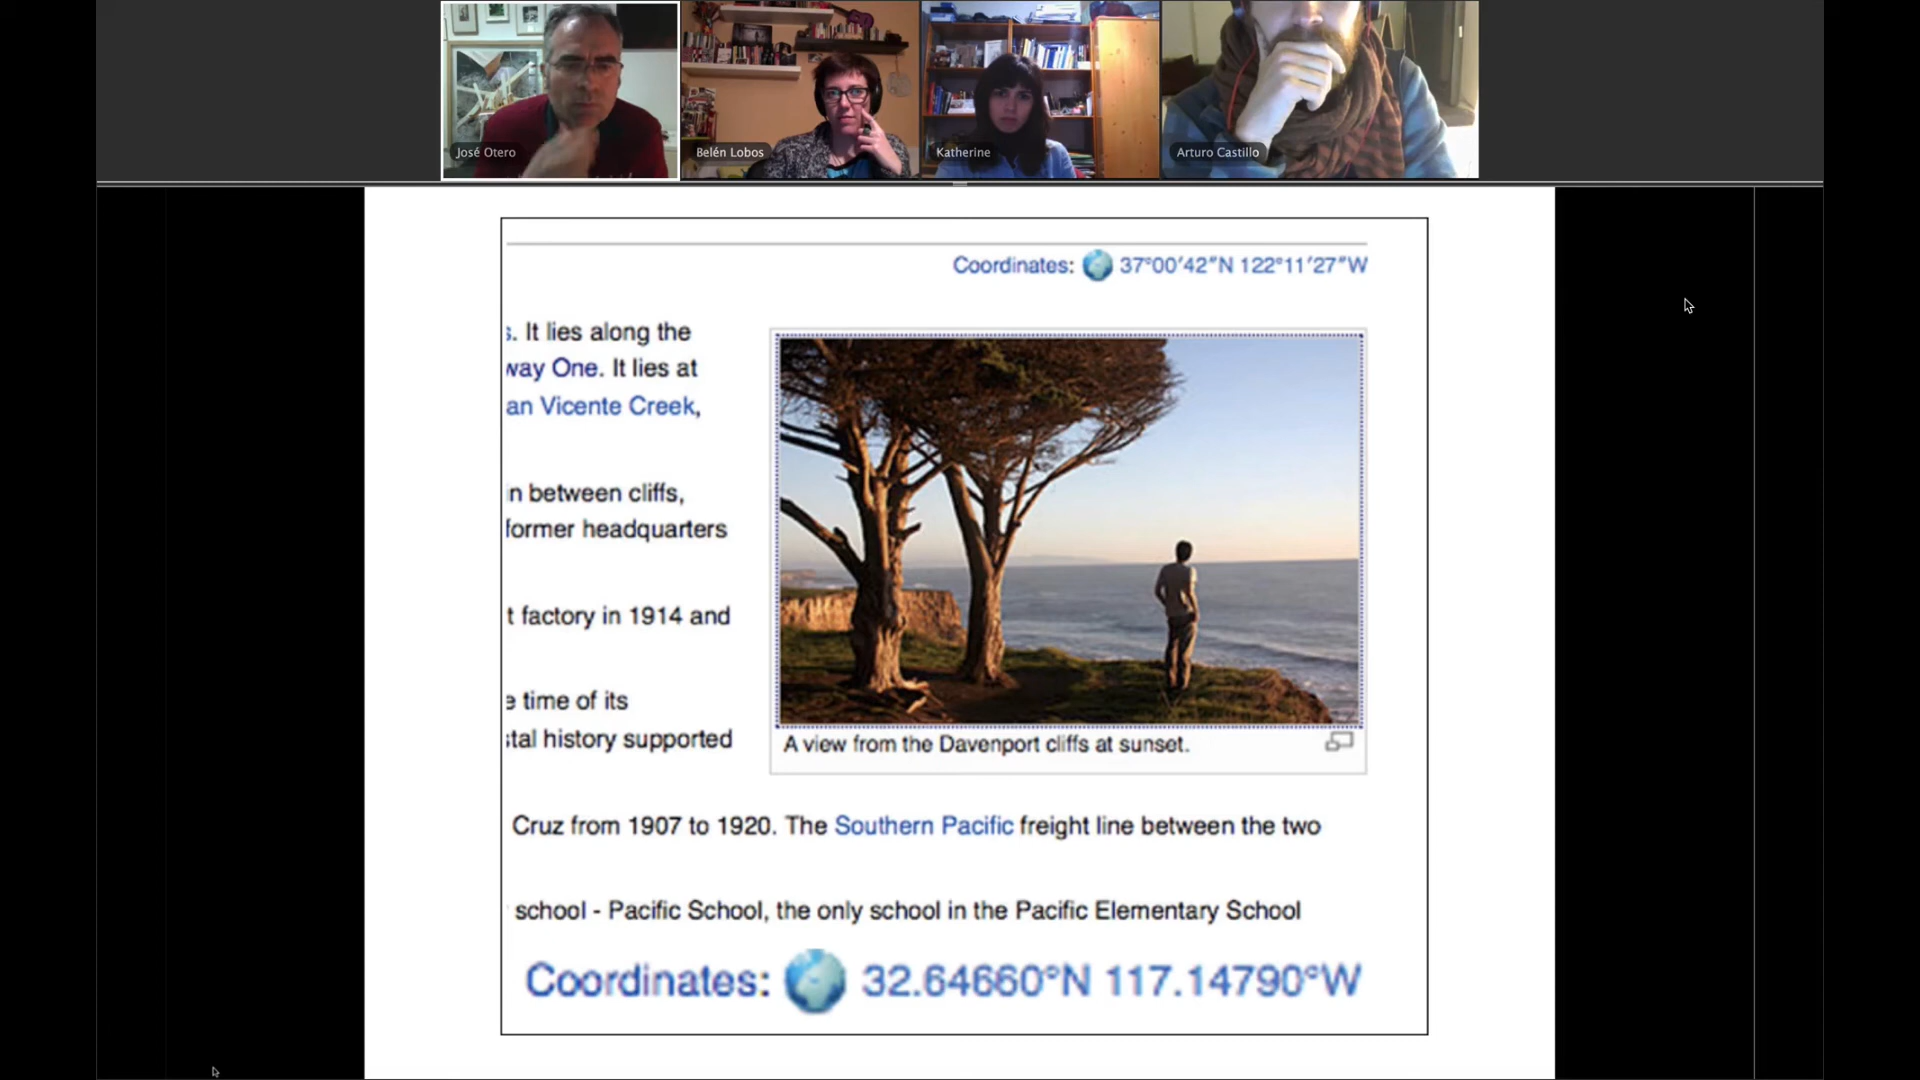 José Otero
Belén Lobos
Katherine
Arturo Castillo
Coordinates: 37°00′42″N 122°11′27″W
s. It lies along the
way One. It lies at
an Vicente Creek,
in between cliffs,
former headquarters
t factory in 1914 and
e time of its
stal history supported
A view from the Davenport cliffs at sunset.
Cruz from 1907 to 1920. The Southern Pacific freight line between the two
school - Pacific School, the only school in the Pacific Elementary School
Coordinates: 32.64660°N 117.14790°W